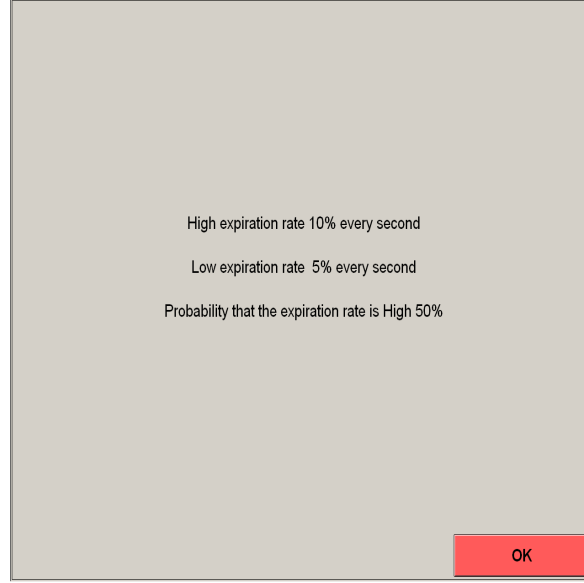 High expiration rate 10% every second
Low expiration rate  5% every second
Probability that the expiration rate is High 50%
OK